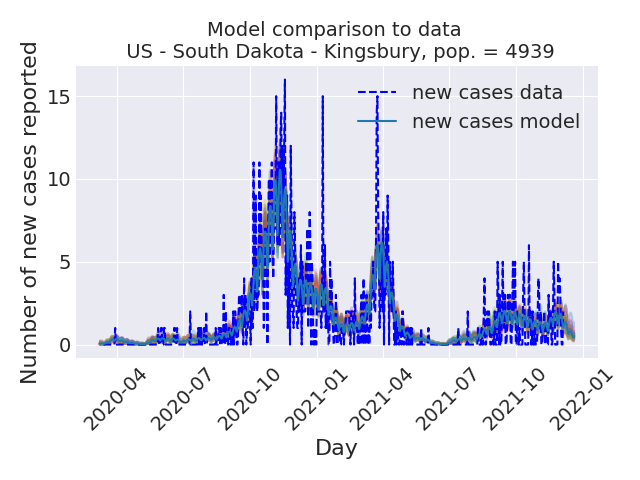 Model comparison to data
US - South Dakota - Kingsbury, pop. = 4939
Number of new cases reported
15
10
5
0
new cases data
new cases model
2020-04
2020-07
2020-10
2021-01
2021-04
2021-07
2021-10
2022-01
Day